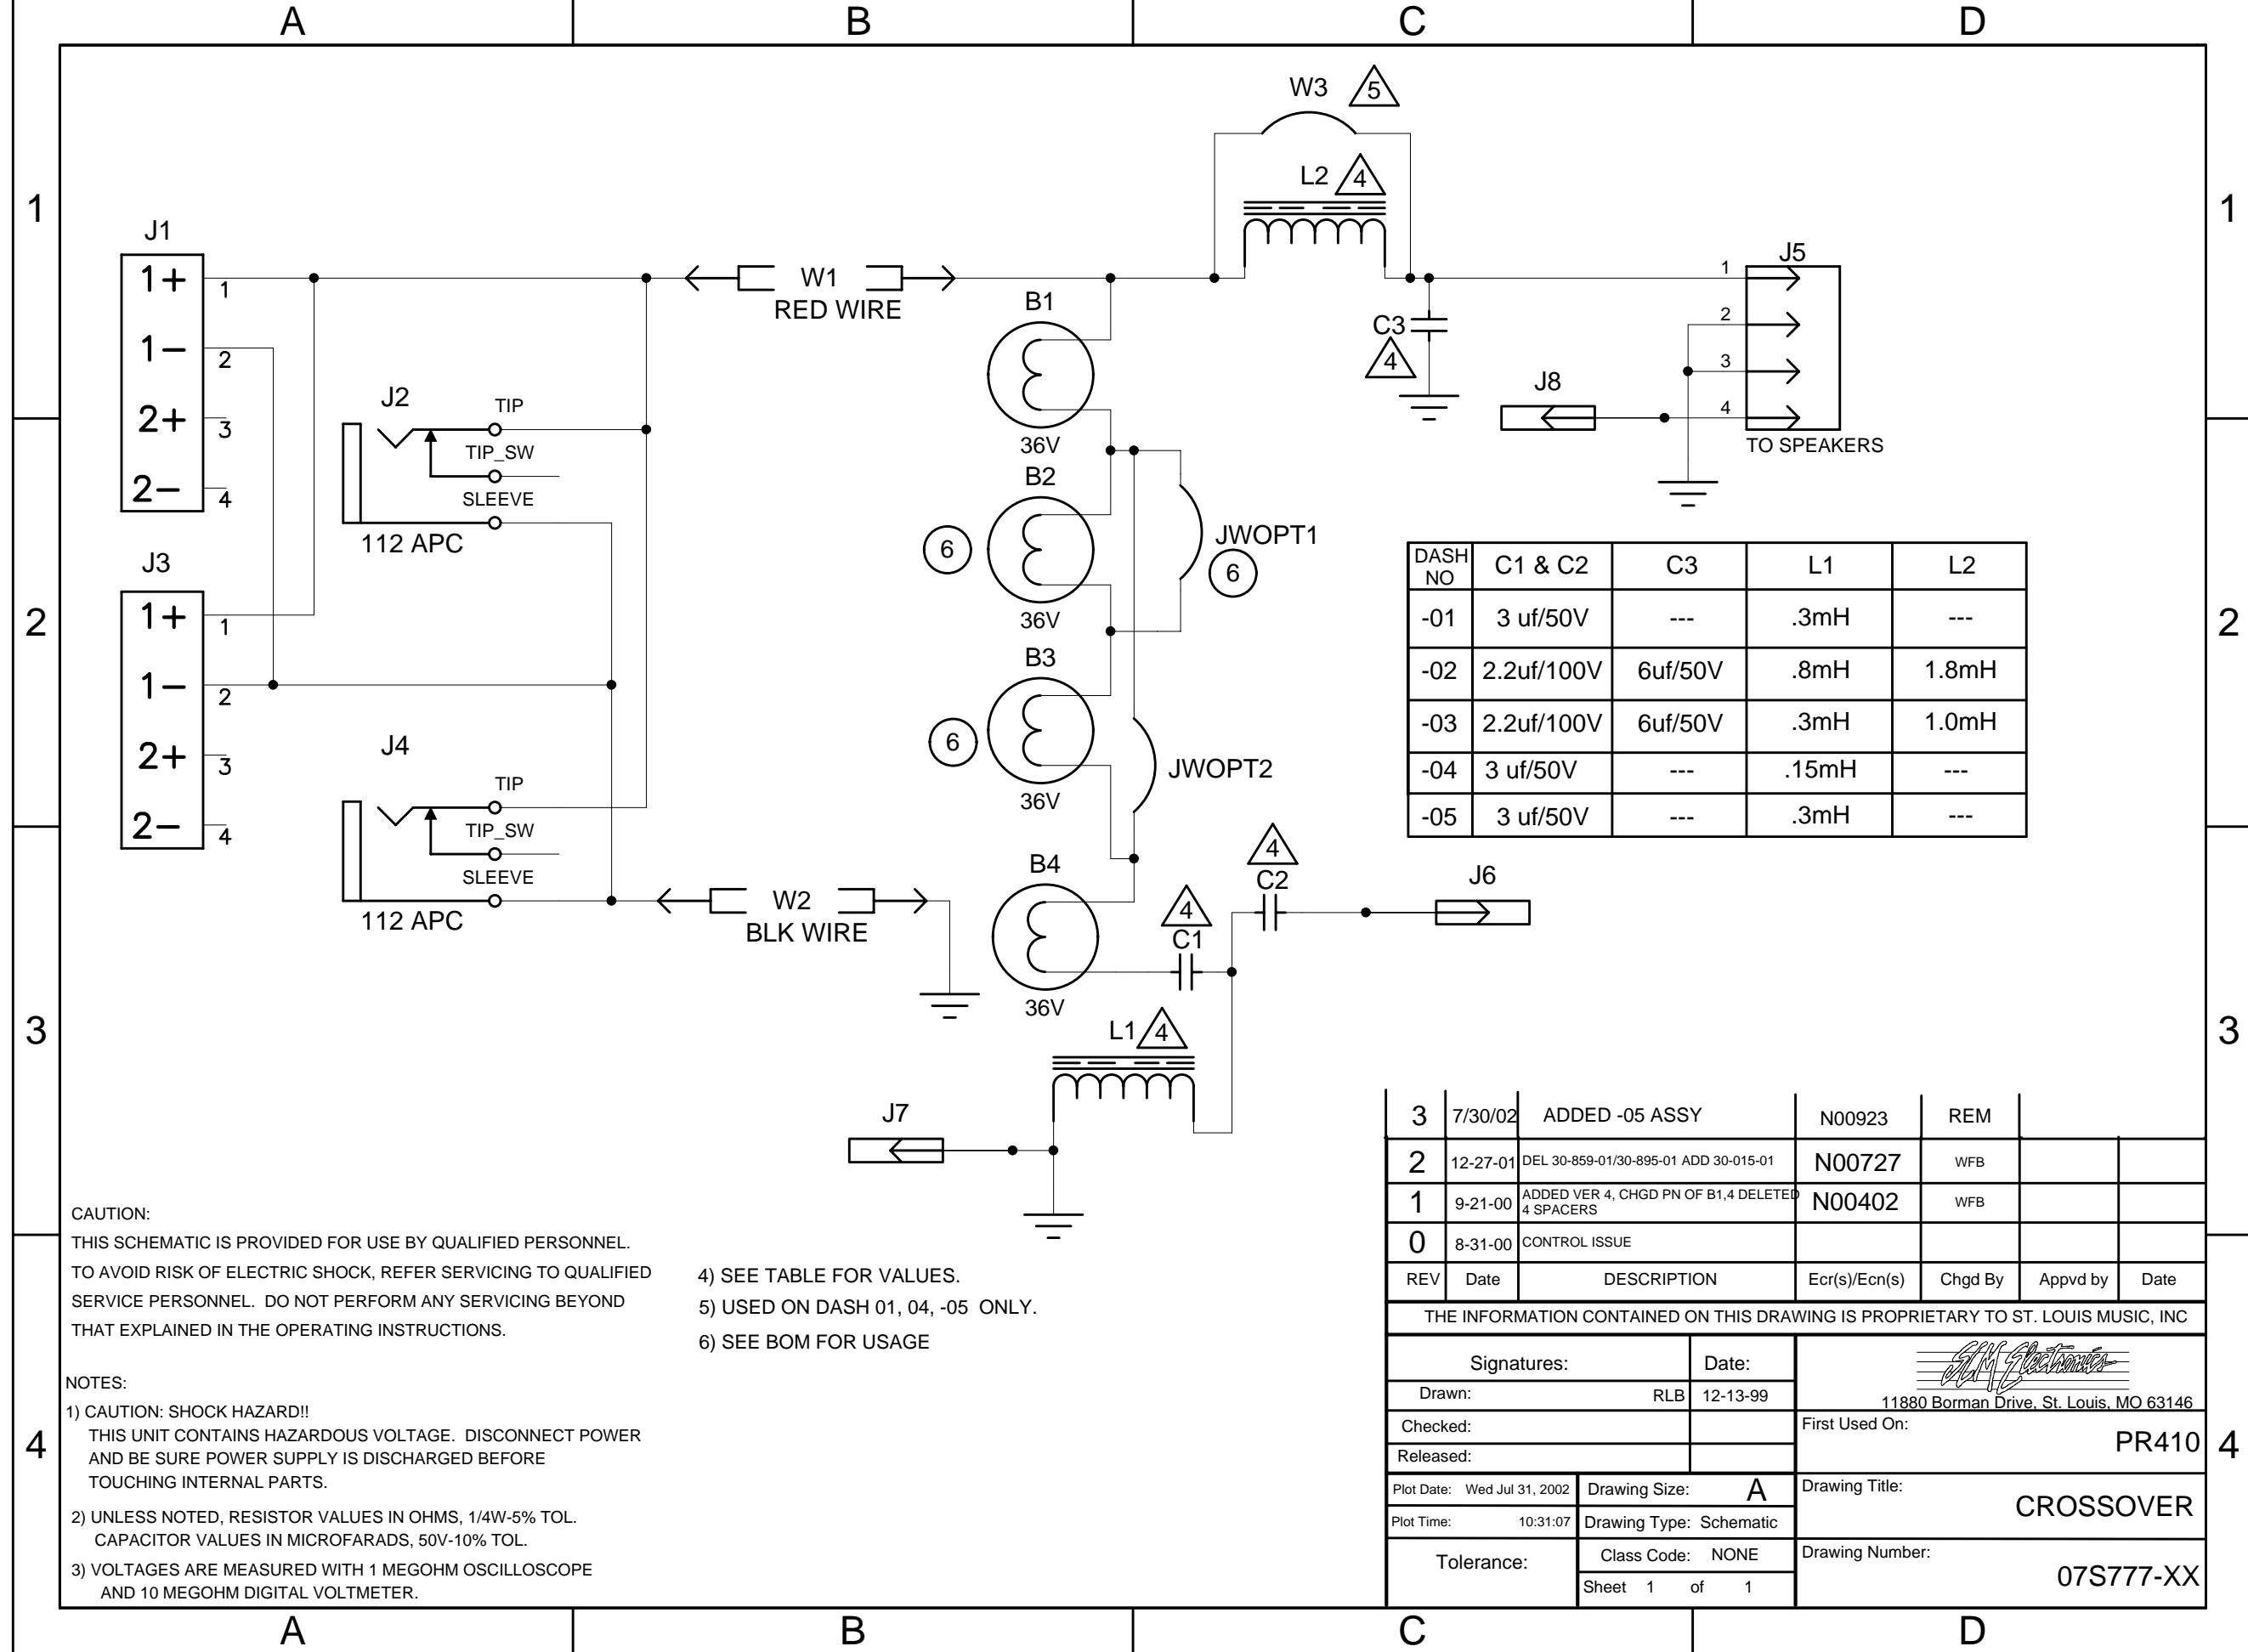 A
B
C
D
1
1
2
2
3
3
4
4
W3
5
L2
4
J1
1+
1
1−
2
2+
3
2−
4
J2
TIP
TIP_SW
SLEEVE
112 APC
J3
1+
1
1−
2
2+
3
2−
4
J4
TIP
TIP_SW
SLEEVE
112 APC
W1
RED WIRE
W2
BLK WIRE
B1
36V
B2
6
36V
B3
6
36V
B4
36V
JWOPT1
6
JWOPT2
C3
4
J5
1
2
3
4
TO SPEAKERS
J8
4
C2
4
C1
J6
L1
4
J7
DASH NO C1 & C2 C3 L1 L2
-01 3 uf/50V --- .3mH ---
-02 2.2uf/100V 6uf/50V .8mH 1.8mH
-03 2.2uf/100V 6uf/50V .3mH 1.0mH
-04 3 uf/50V --- .15mH ---
-05 3 uf/50V --- .3mH ---
CAUTION:
THIS SCHEMATIC IS PROVIDED FOR USE BY QUALIFIED PERSONNEL.
TO AVOID RISK OF ELECTRIC SHOCK, REFER SERVICING TO QUALIFIED
SERVICE PERSONNEL. DO NOT PERFORM ANY SERVICING BEYOND
THAT EXPLAINED IN THE OPERATING INSTRUCTIONS.
NOTES:
1) CAUTION: SHOCK HAZARD!!
THIS UNIT CONTAINS HAZARDOUS VOLTAGE. DISCONNECT POWER
AND BE SURE POWER SUPPLY IS DISCHARGED BEFORE
TOUCHING INTERNAL PARTS.
2) UNLESS NOTED, RESISTOR VALUES IN OHMS, 1/4W-5% TOL.
CAPACITOR VALUES IN MICROFARADS, 50V-10% TOL.
3) VOLTAGES ARE MEASURED WITH 1 MEGOHM OSCILLOSCOPE
AND 10 MEGOHM DIGITAL VOLTMETER.
4) SEE TABLE FOR VALUES.
5) USED ON DASH 01, 04, -05 ONLY.
6) SEE BOM FOR USAGE
3 7/30/02 ADDED -05 ASSY N00923 REM
2 12-27-01 DEL 30-859-01/30-895-01 ADD 30-015-01 N00727 WFB
1 9-21-00 ADDED VER 4, CHGD PN OF B1,4 DELETED
4 SPACERS N00402 WFB
0 8-31-00 CONTROL ISSUE
REV Date DESCRIPTION Ecr(s)/Ecn(s) Chgd By Appvd by Date
THE INFORMATION CONTAINED ON THIS DRAWING IS PROPRIETARY TO ST. LOUIS MUSIC, INC
Signatures: Date:
Drawn: RLB 12-13-99
Checked:
Released:
Plot Date: Wed Jul 31, 2002
Plot Time: 10:31:07
Tolerance:
Drawing Size: A
Drawing Type: Schematic
Class Code: NONE
Sheet 1 of 1
SLM Electronics
11880 Borman Drive, St. Louis, MO 63146
First Used On:
PR410
Drawing Title:
CROSSOVER
Drawing Number:
07S777-XX
A
B
C
D